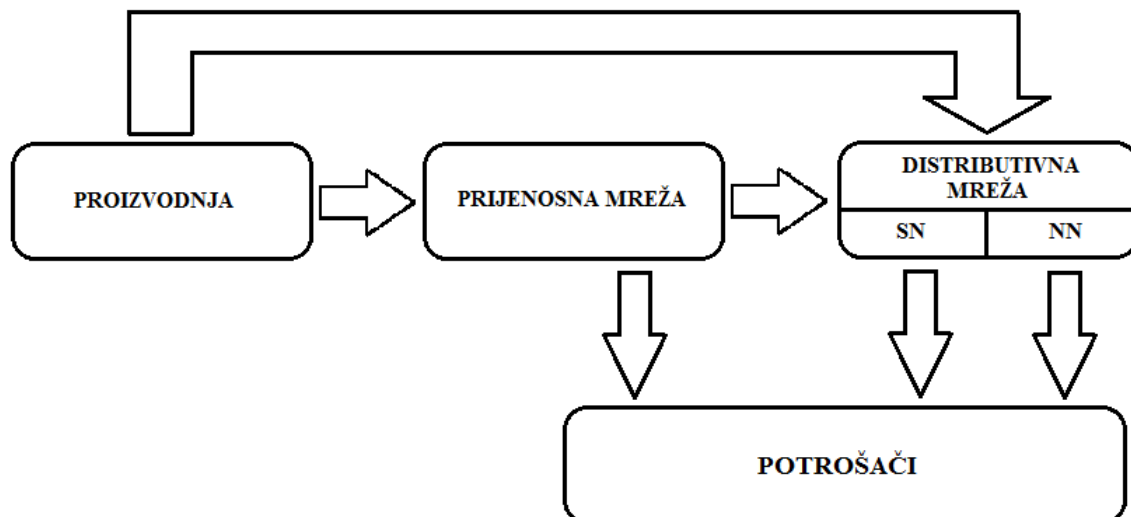 PROIZVODNJA
PRIJENOSNA MREŽA
DISTRIBUTIVNA
MREŽA
SN
NN
POTROŠAČI